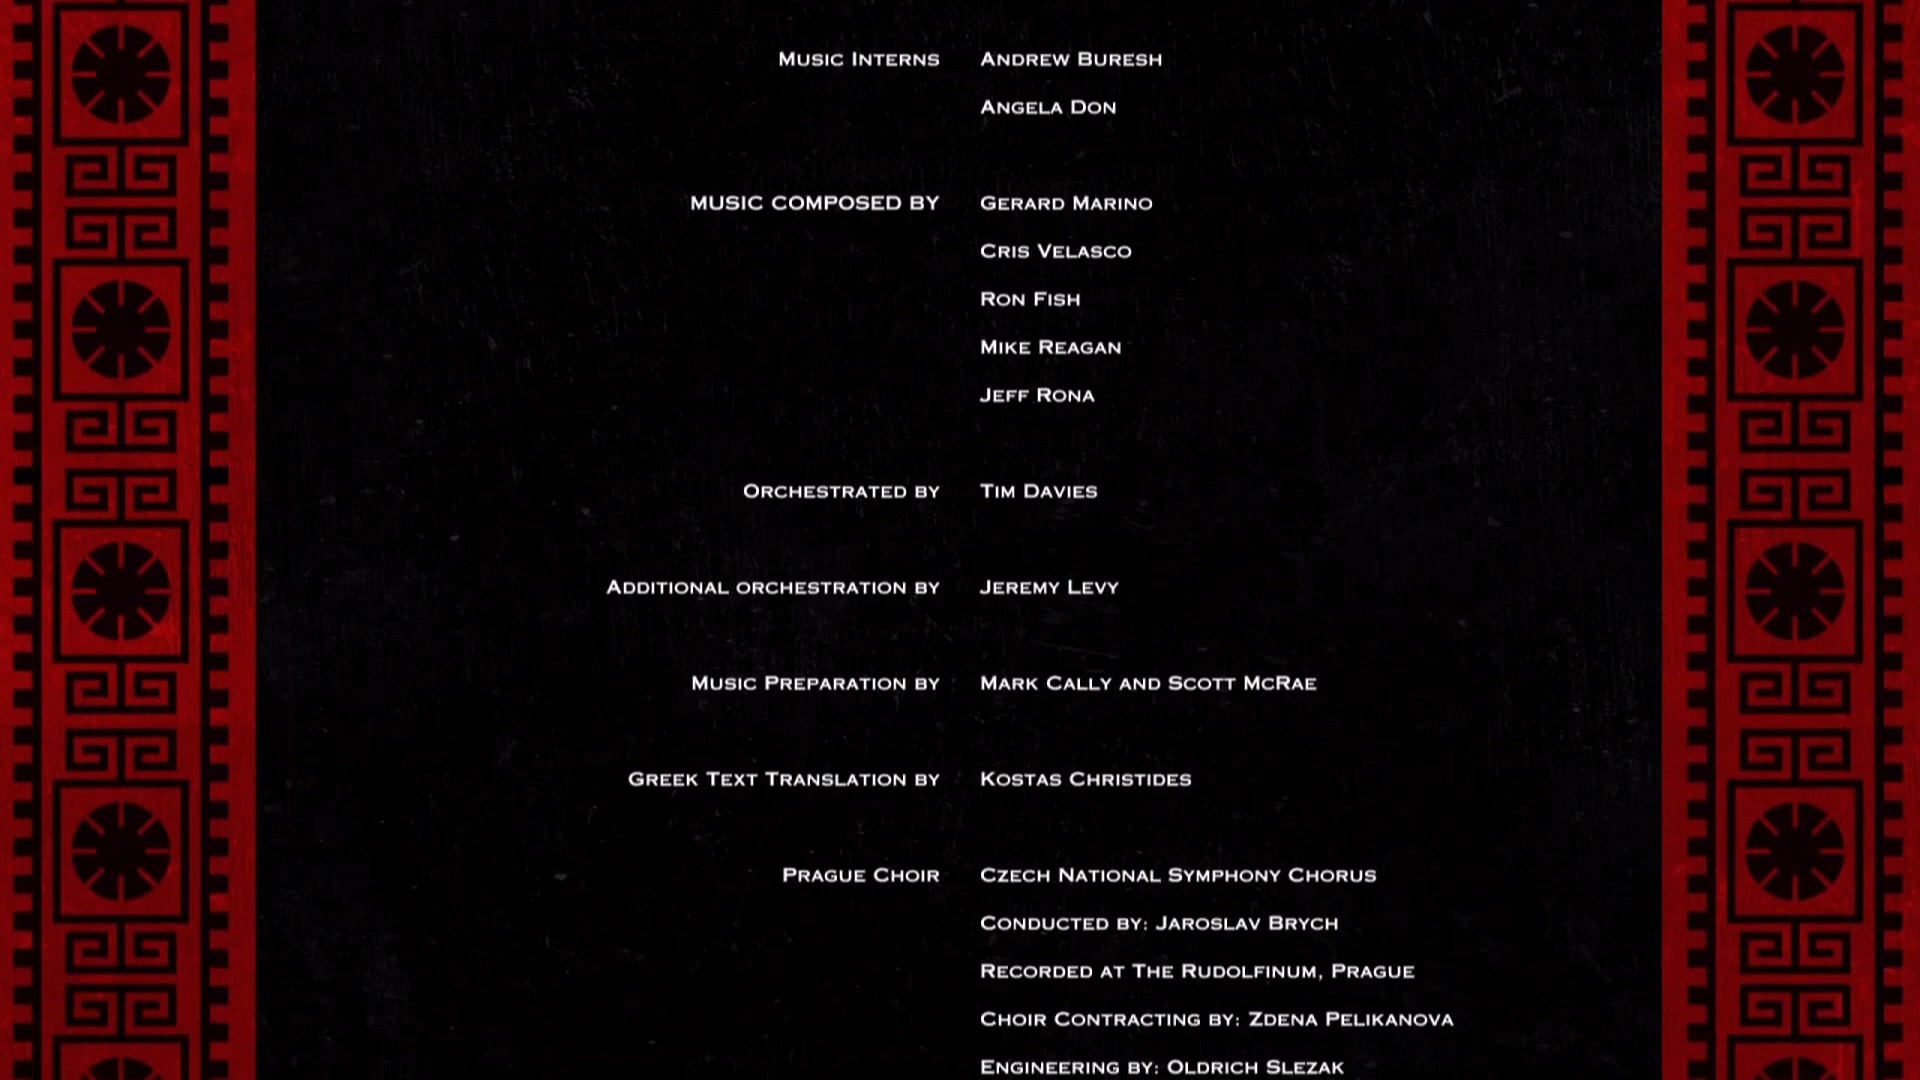 Music Interns Andrew Buresh
Angela Don
MUSIC COMPOSED BY Gerard Marino
Cris Velasco
Ron Fish
Mike Reagan
Jeff Rona
Orchestrated by Tim Davies
Additional orchestration by Jeremy Levy
Music Preparation by Mark Cally and Scott McRae
Greek Text Translation by Kostas Christides
Prague Choir Czech National Symphony Chorus
Conducted by: Jaroslav Brych
Recorded at The Rudolfinum, Prague
Choir Contracting by: Zdena Pelikanova
Engineering by: Oldrich Slezak